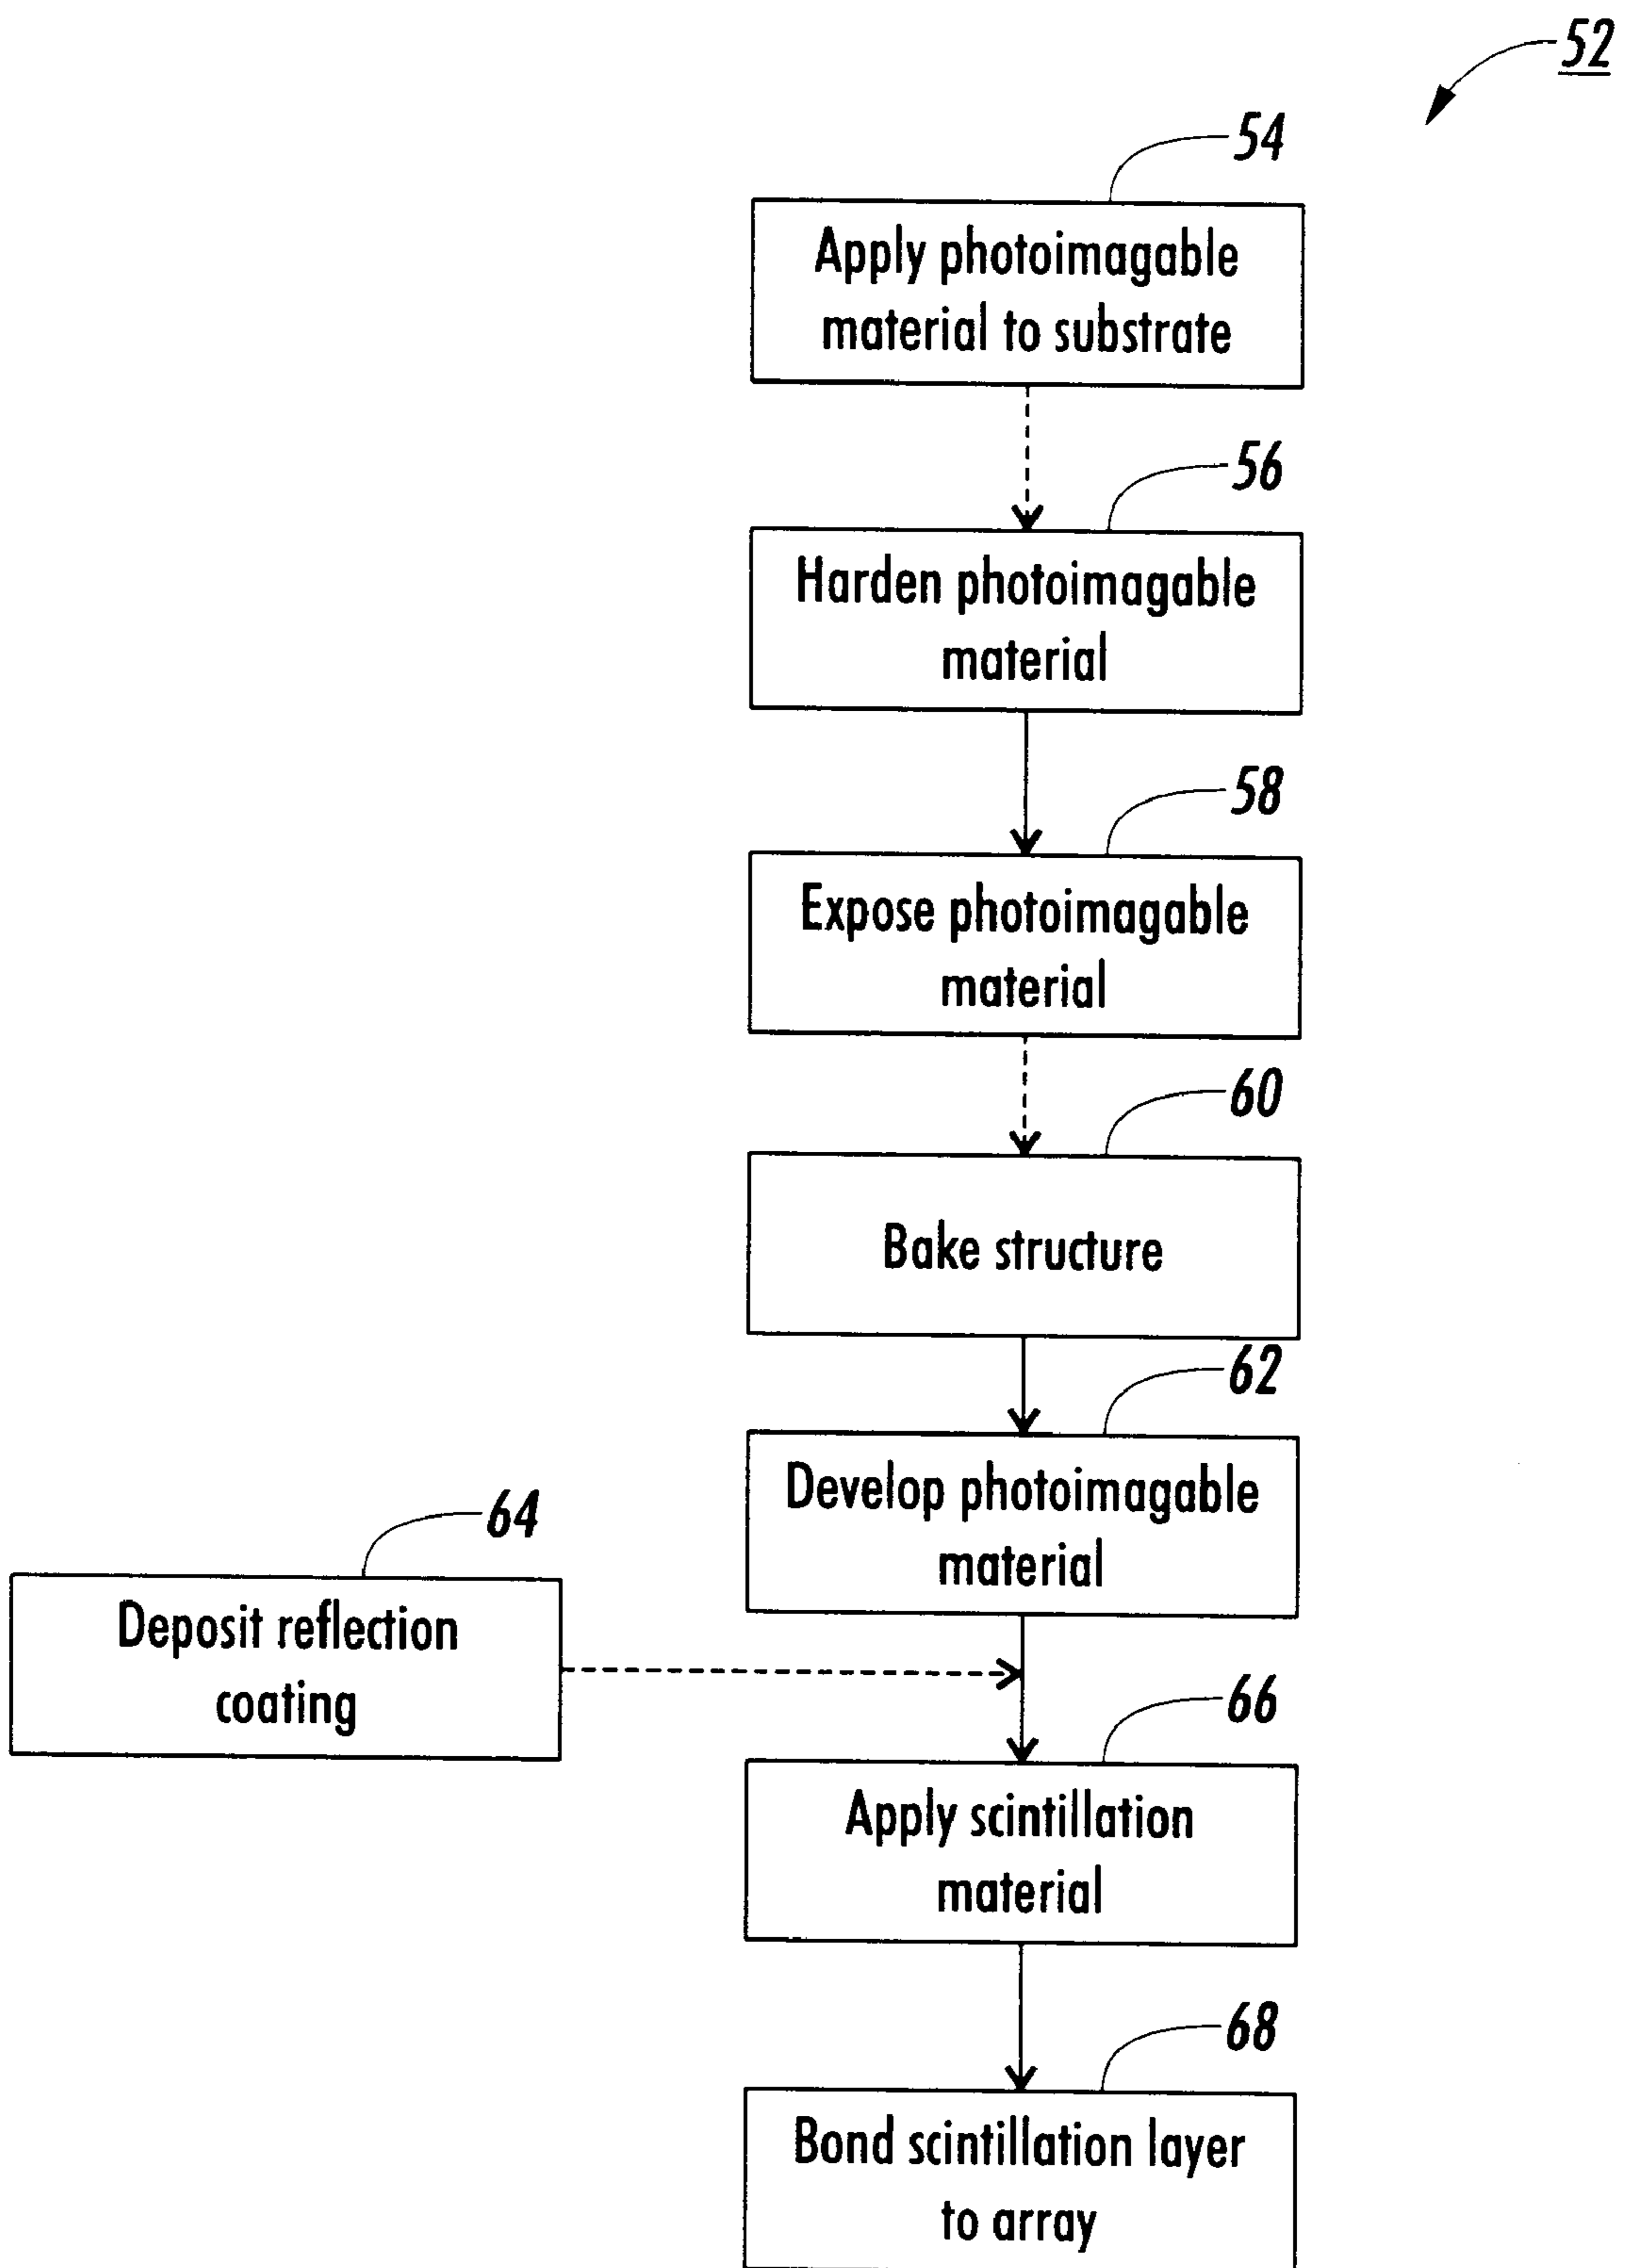 52
54
Apply photoimagable
material to substrate
56
Harden photoimagable
material
58
Expose photoimagable
material
60
Bake structure
62
Develop photoimagable
material
64
Deposit reflection
coating
66
Apply scintillation
material
68
Bond scintillation layer
to array